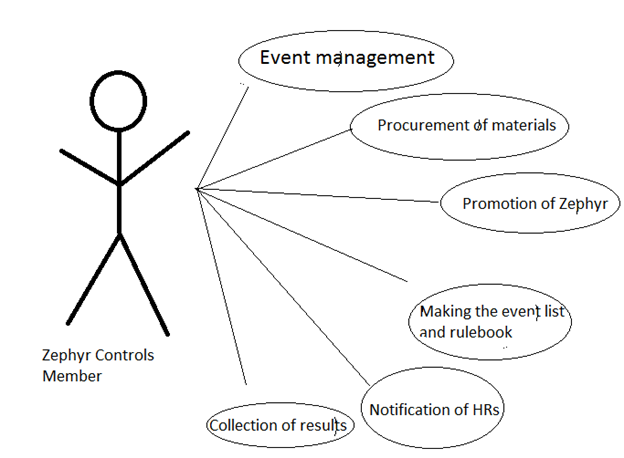 Event management
Procurement of materials
Promotion of Zephyr
Making the event list
and rulebook
Zephyr Controls
Member
Notification of HRs
Collection of results